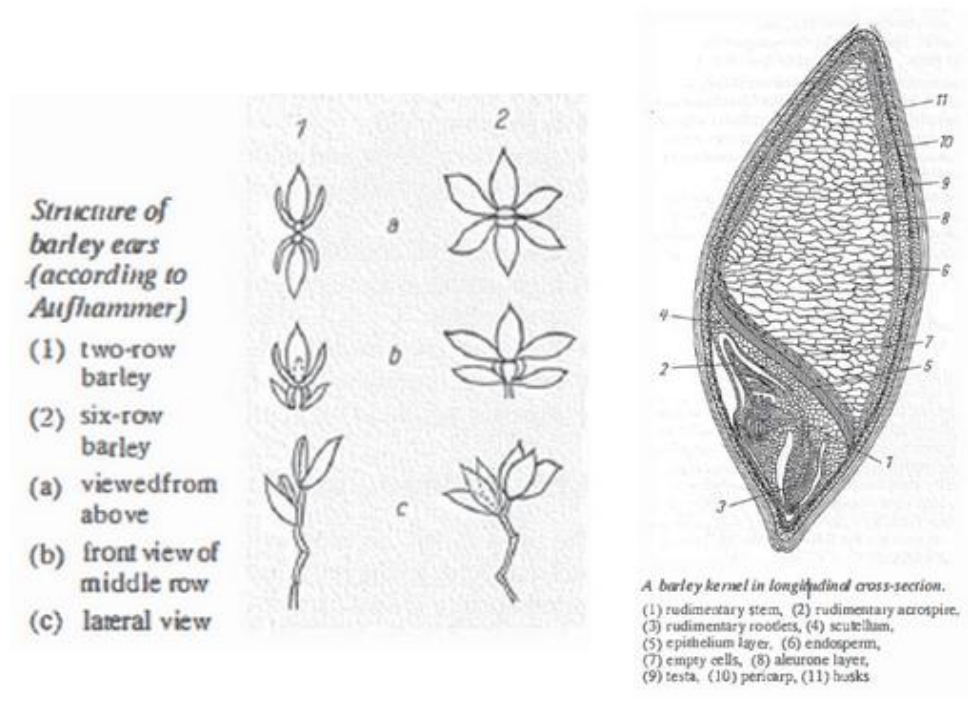 Structure of
barley ears
(according to
Aufhammer)
(1) two-row
barley
(2) six-row
barley
(a) viewed from
above
(b) front view of
middle row
(c) lateral view
1
2
a
b
c
11
10
9
8
6
4
7
2
5
1
3
A barley kernel in longitudinal cross-section.
(1) rudimentary stem, (2) rudimentary acrospire,
(3) rudimentary rootlets, (4) scutellum,
(5) epithelium layer, (6) endosperm,
(7) empty cells, (8) aleurone layer,
(9) testa, (10) pericarp, (11) husks